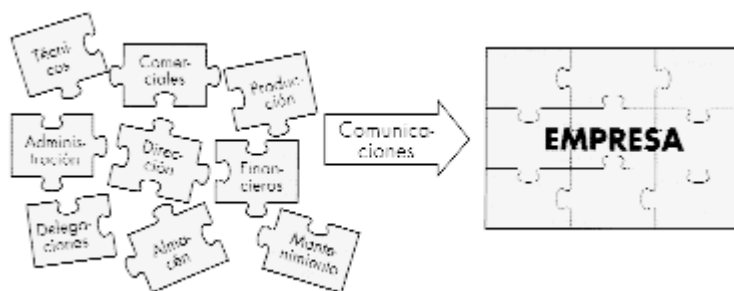 Técni-
cos
Comer-
ciales
Produc-
ción
Adminis-
tración
Direc-
ción
Finan-
cieros
Delega-
ciones
Alma-
cén
Mante-
nimiento
Comunica-
ciones
EMPRESA